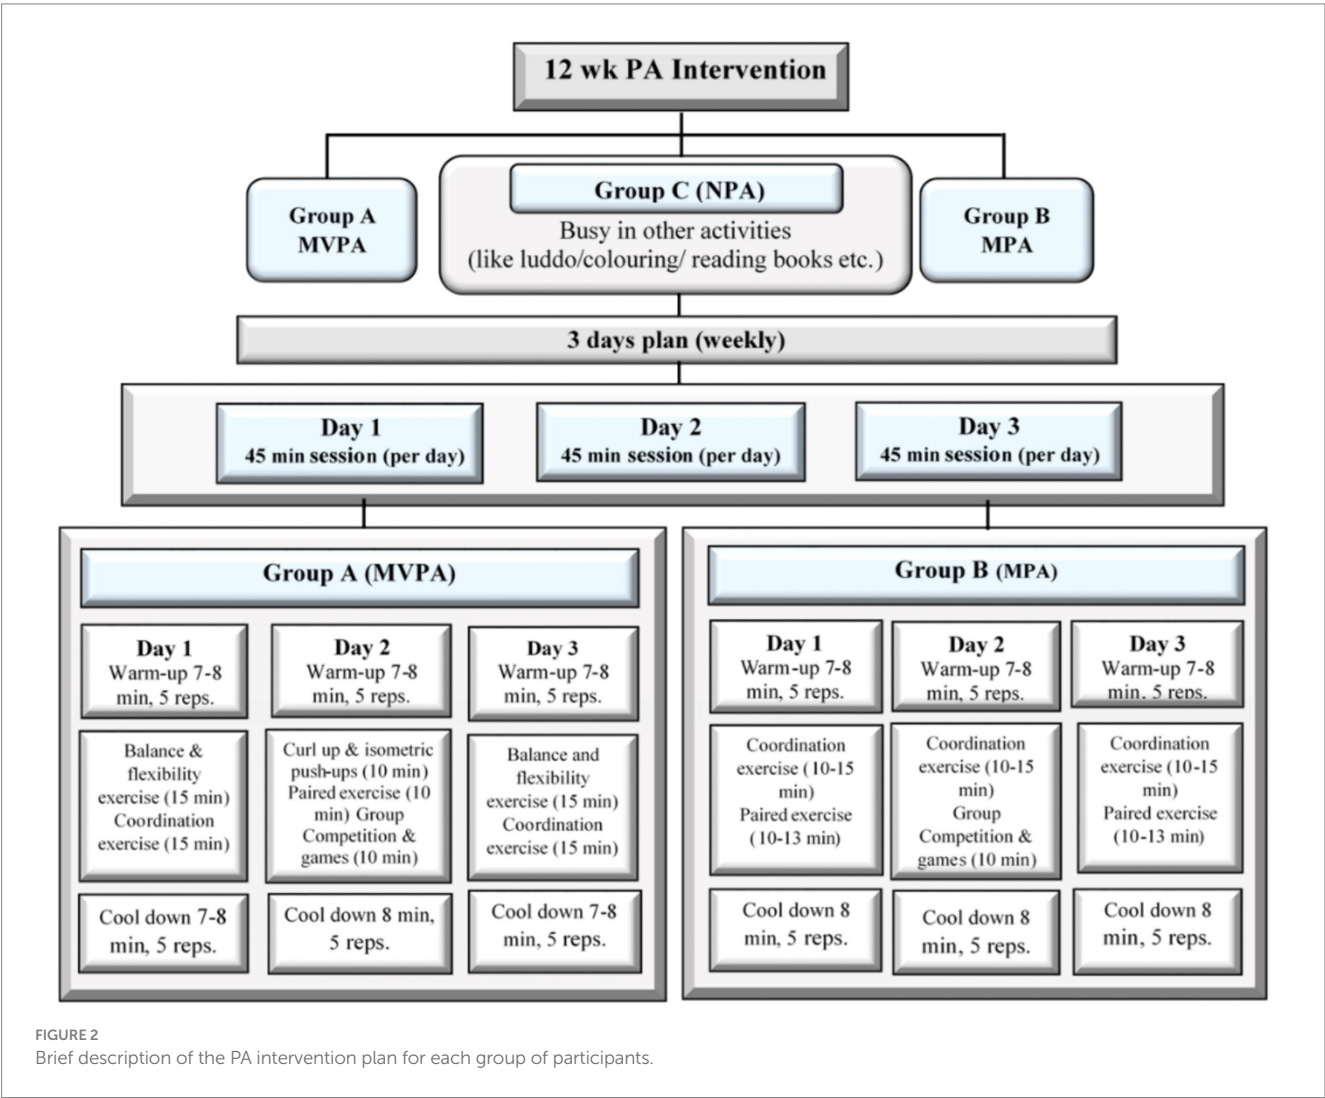 12 wk PA Intervention
Group A
MVPA
Group C (NPA)
Busy in other activities
(like luddo/colouring/ reading books etc.)
Group B
MPA
3 days plan (weekly)
Day 1
45 min session (per day)
Day 2
45 min session (per day)
Day 3
45 min session (per day)
Group A (MVPA)
Day 1
Warm-up 7-8
min, 5 reps.
Day 2
Warm-up 7-8
min, 5 reps.
Day 3
Warm-up 7-8
min, 5 reps.
Balance &
flexibility
exercise (15 min)
Coordination
exercise (15 min)
Curl up & isometric
push-ups (10 min)
Paired exercise (10
min) Group
Competition &
games (10 min)
Balance and
flexibility
exercise (15 min)
Coordination
exercise (15 min)
Cool down 7-8
min, 5 reps.
Cool down 8 min,
5 reps.
Cool down 7-8
min, 5 reps.
Group B (MPA)
Day 1
Warm-up 7-8
min, 5 reps.
Day 2
Warm-up 7-8
min, 5 reps.
Day 3
Warm-up 7-8
min, 5 reps.
Coordination
exercise (10-15
min)
Paired exercise
(10-13 min)
Coordination
exercise (10-15
min)
Group
Competition &
games (10 min)
Coordination
exercise (10-15
min)
Paired exercise
(10-13 min)
Cool down 8
min, 5 reps.
Cool down 8
min, 5 reps.
Cool down 8
min, 5 reps.
FIGURE 2
Brief description of the PA intervention plan for each group of participants.